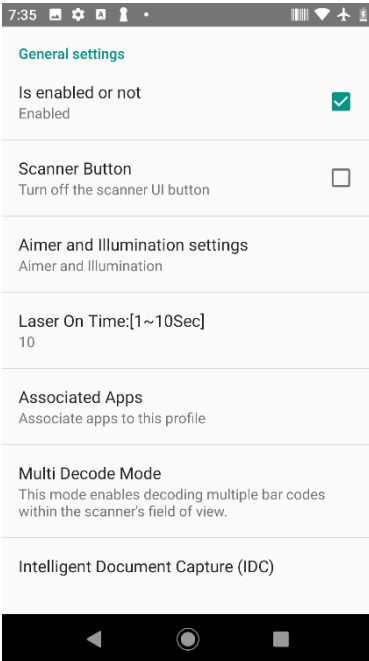 7:35
General settings
Is enabled or not
Enabled
Scanner Button
Turn off the scanner UI button
Aimer and Illumination settings
Aimer and Illumination
Laser On Time:[1~10Sec]
10
Associated Apps
Associate apps to this profile
Multi Decode Mode
This mode enables decoding multiple bar codes
within the scanner's field of view.
Intelligent Document Capture (IDC)